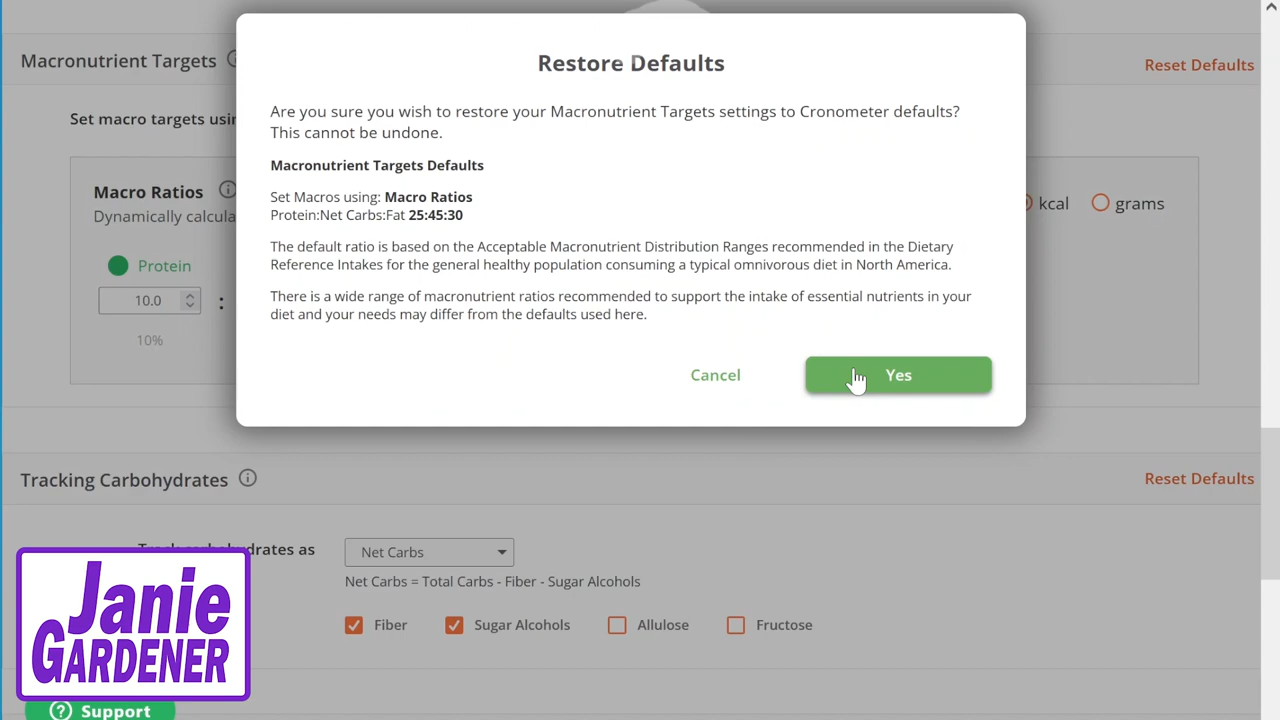 Restore Defaults
Are you sure you wish to restore your Macronutrient Targets settings to Cronometer defaults?
This cannot be undone.
Macronutrient Targets Defaults
Set Macros using: Macro Ratios
Protein:Net Carbs:Fat 25:45:30
The default ratio is based on the Acceptable Macronutrient Distribution Ranges recommended in the Dietary
Reference Intakes for the general healthy population consuming a typical omnivorous diet in North America.
There is a wide range of macronutrient ratios recommended to support the intake of essential nutrients in your
diet and your needs may differ from the defaults used here.
Cancel
Yes
Macronutrient Targets
Reset Defaults
Set macro targets usin
Macro Ratios
Dynamically calcula
kcal
grams
Protein
10.0 :
10%
Tracking Carbohydrates
Reset Defaults
Track carbohydrates as
Net Carbs
Net Carbs = Total Carbs - Fiber - Sugar Alcohols
Fiber
Sugar Alcohols
Allulose
Fructose
Janie
GARDENER
? Support